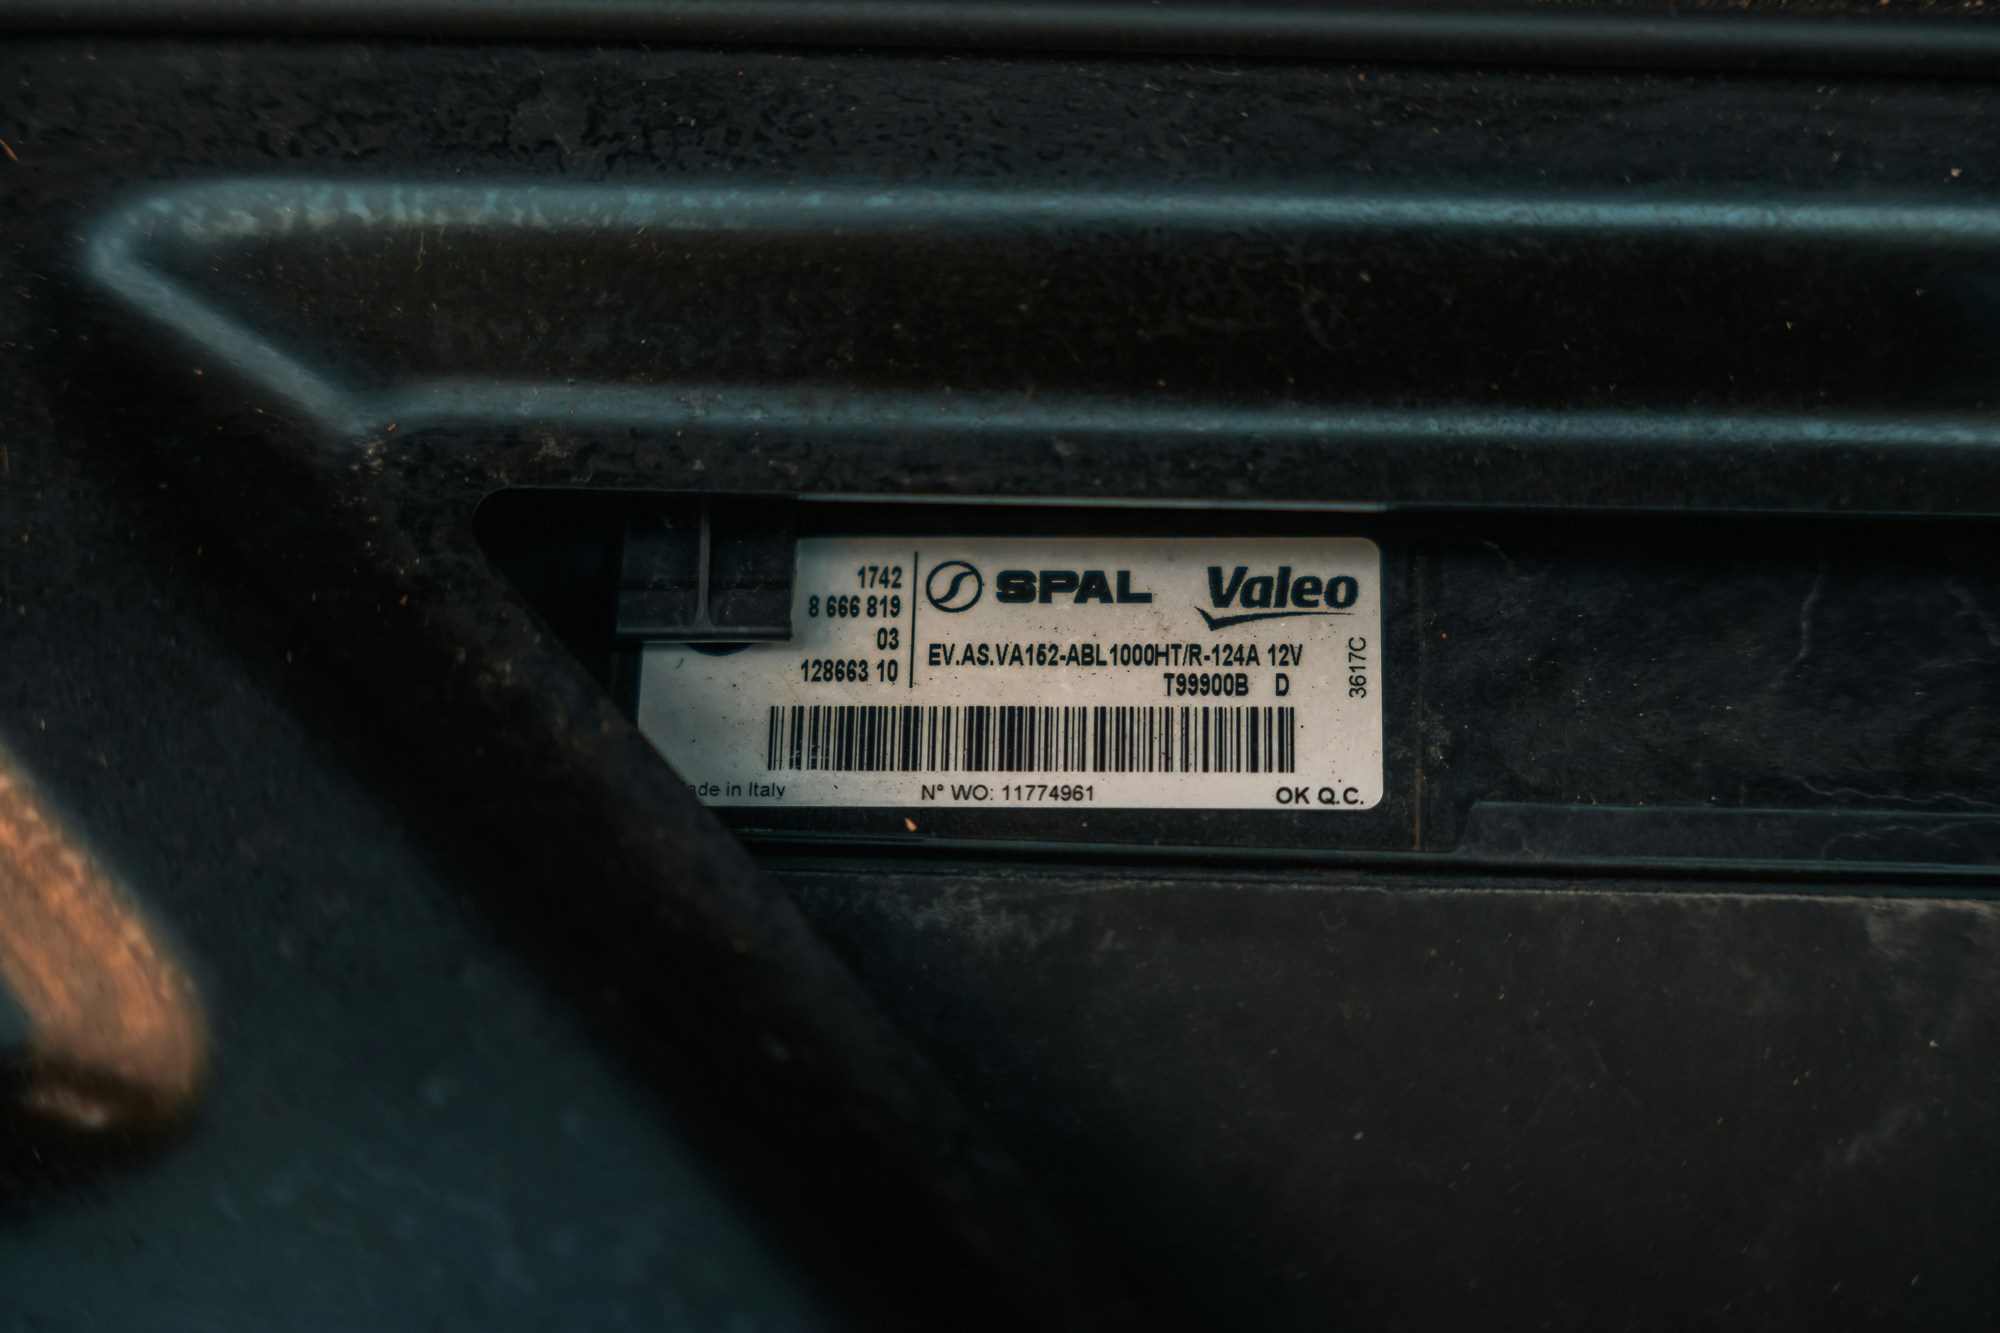 1742
8 666 819
03
128663 10
SPAL Valeo
EV.AS.VA152-ABL1000HT/R-124A 12V
T99900B D
3617C
ade in Italy
N° WO: 11774961
OK Q.C.